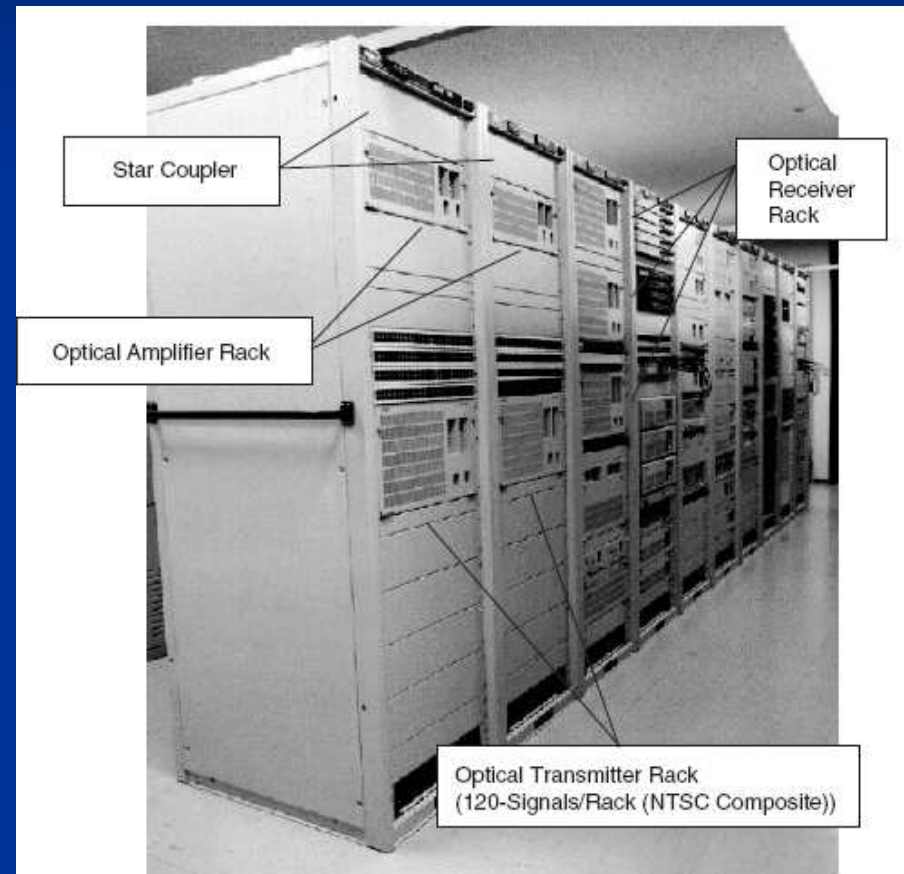 Star Coupler
Optical
Receiver
Rack
Optical Amplifier Rack
Optical Transmitter Rack
(120-Signals/Rack (NTSC Composite))